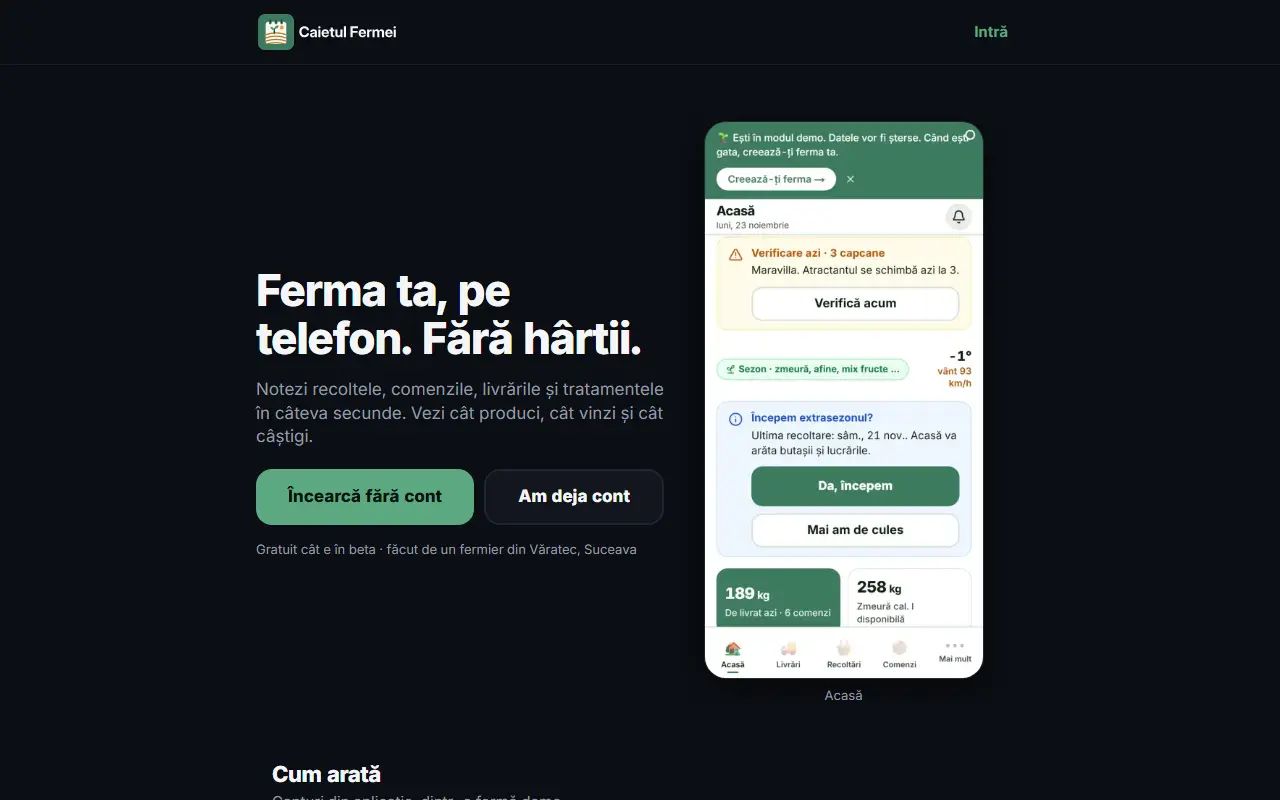 Caietul Fermei
Intră
Ferma ta, pe
telefon. Fără hârtii.
Notezi recoltele, comenzile, livrările și tratamentele
în câteva secunde. Vezi cât produci, cât vinzi și cât
câștigi.
Încearcă fără cont
Am deja cont
Gratuit cât e în beta · făcut de un fermier din Văratec, Suceava
Ești în modul demo. Datele vor fi șterse. Când ești
gata, creează-ți ferma ta.
Creează-ți ferma →
Acasă
luni, 23 noiembrie
Verificare azi · 3 capcane
Maravilla. Atractantul se schimbă azi la 3.
Verifică acum
Sezon · zmeură, afine, mix fructe ...
-1°
vânt 93
km/h
Începem extrasezonul?
Ultima recoltare: sâm., 21 nov.. Acasă va
arăta butașii și lucrările.
Da, începem
Mai am de cules
189 kg
De livrat azi · 6 comenzi
258 kg
Zmeură cal. I
disponibilă
Acasă
Livrări
Recoltări
Comenzi
Mai mult
Acasă
Cum arată